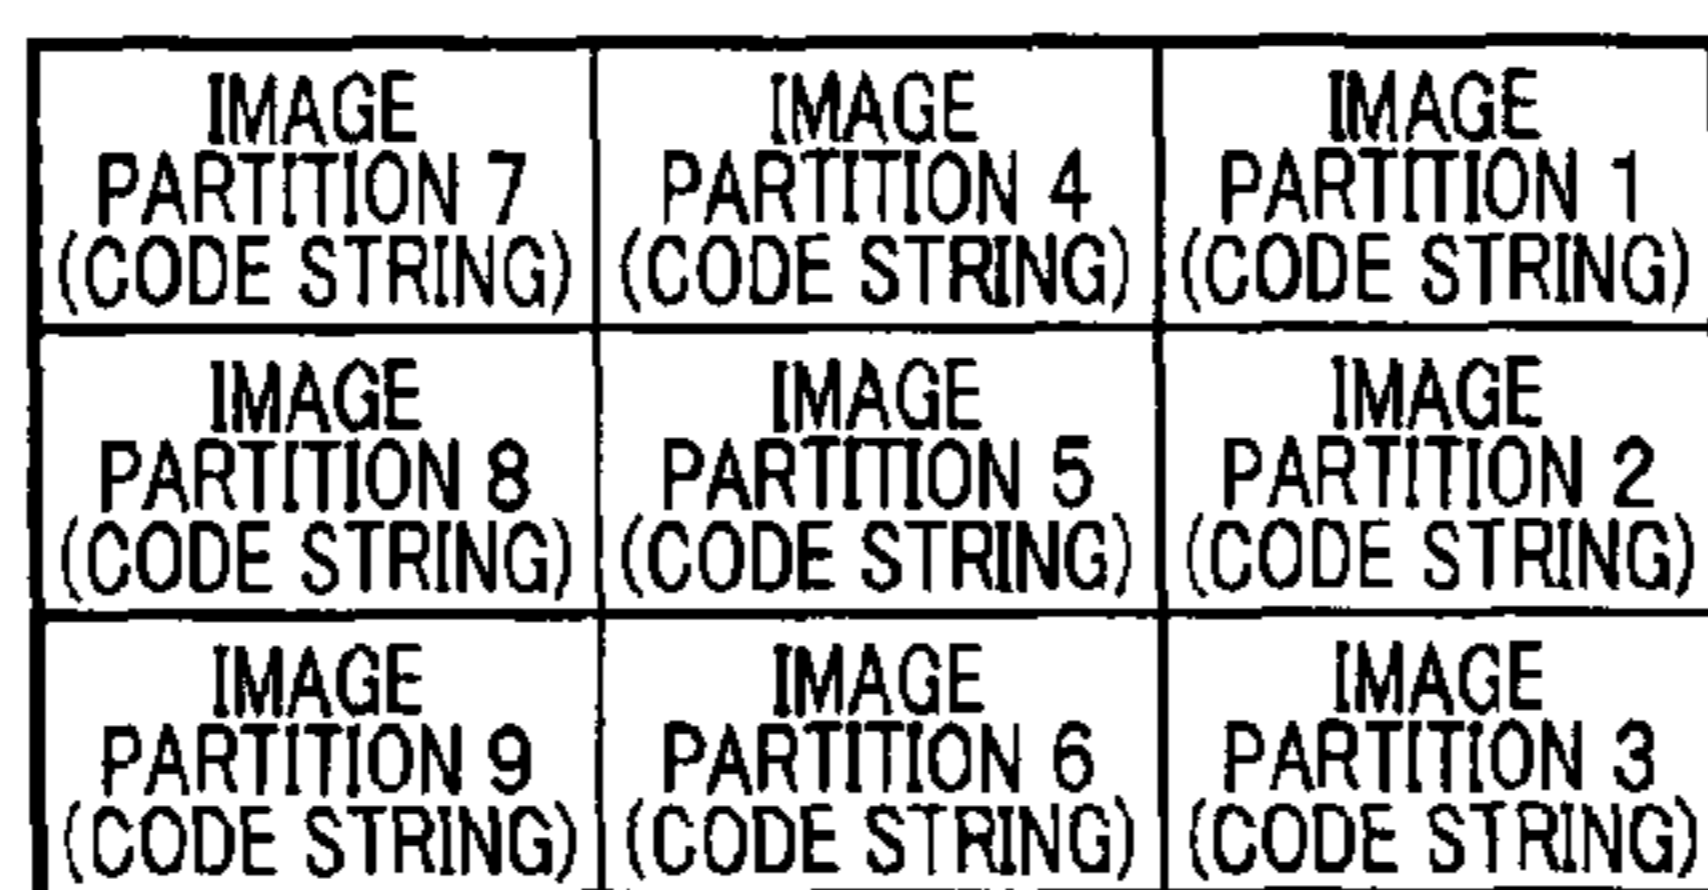 IMAGE
PARTITION 7
(CODE STRING)
IMAGE
PARTITION 4
(CODE STRING)
IMAGE
PARTITION 1
(CODE STRING)
IMAGE
PARTITION 8
(CODE STRING)
IMAGE
PARTITION 5
(CODE STRING)
IMAGE
PARTITION 2
(CODE STRING)
IMAGE
PARTITION 9
(CODE STRING)
IMAGE
PARTITION 6
(CODE STRING)
IMAGE
PARTITION 3
(CODE STRING)